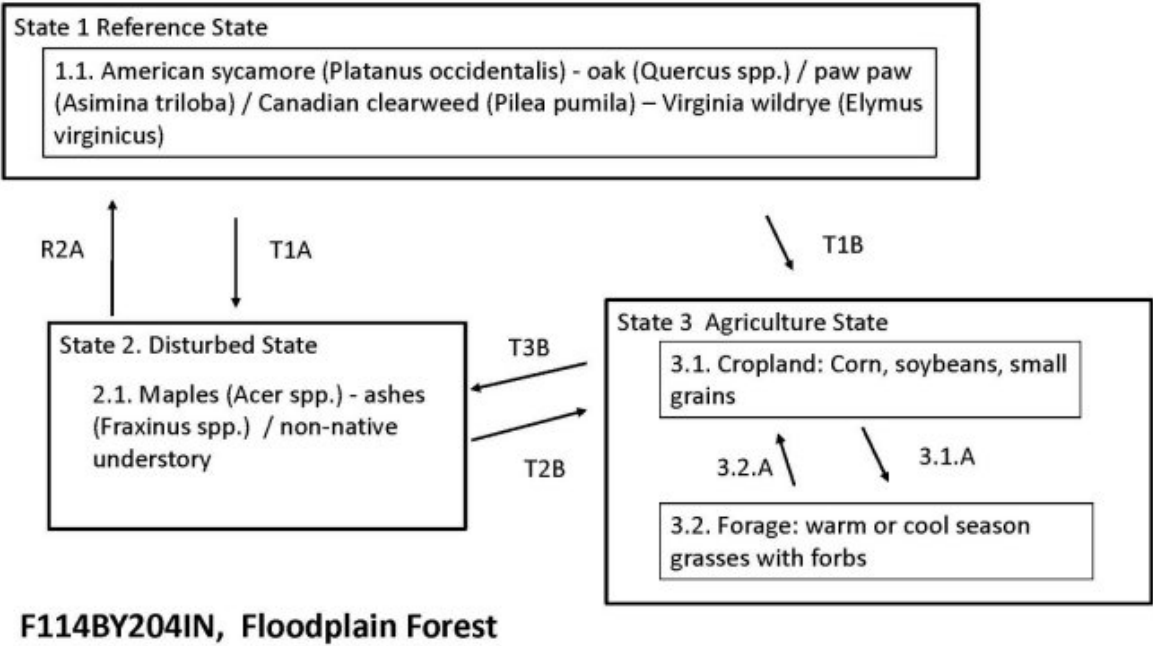 State 1 Reference State
1.1. American sycamore (Platanus occidentalis) - oak (Quercus spp.) / paw paw
(Asimina triloba) / Canadian clearweed (Pilea pumila) – Virginia wildrye (Elymus
virginicus)
R2A
T1A
T1B
State 2. Disturbed State
2.1. Maples (Acer spp.) - ashes
(Fraxinus spp.)  / non-native
understory
T3B
T2B
State 3  Agriculture State
3.1. Cropland: Corn, soybeans, small
grains
3.2.A
3.1.A
3.2. Forage: warm or cool season
grasses with forbs
F114BY204IN,  Floodplain Forest